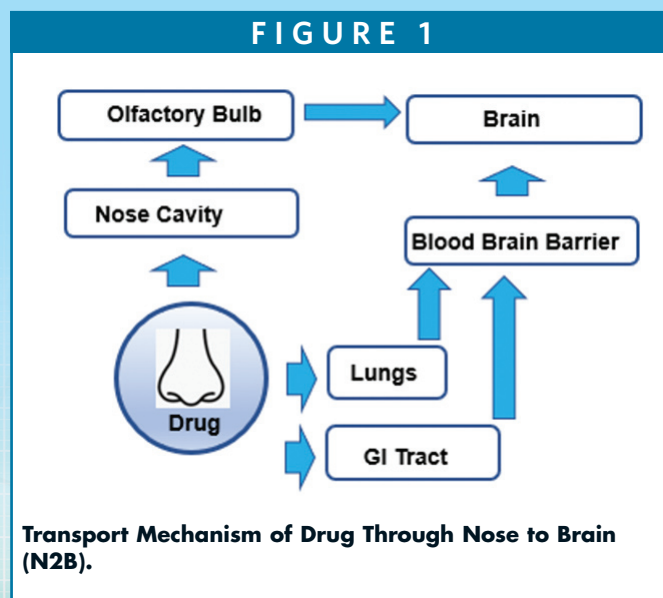 FIGURE 1
Olfactory Bulb
Brain
Nose Cavity
Blood Brain Barrier
Drug
Lungs
GI Tract
Transport Mechanism of Drug Through Nose to Brain
(N2B).